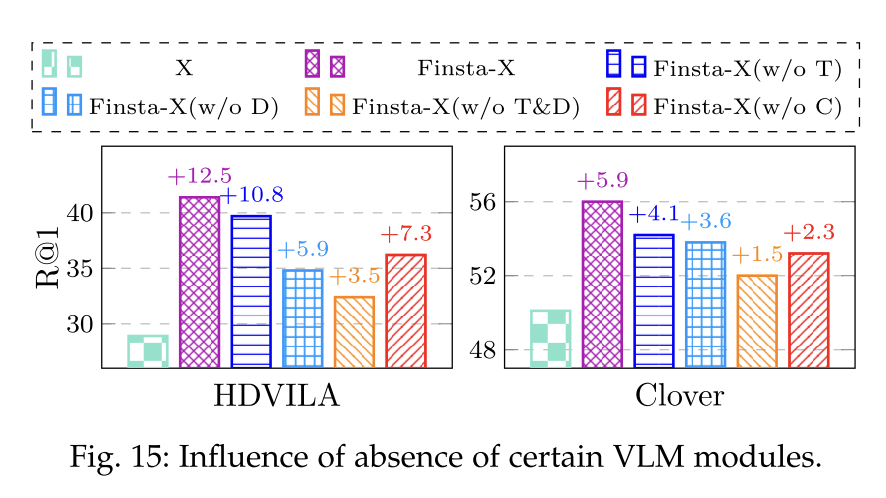 X Finsta-X Finsta-X(w/o T)
Finsta-X(w/o D) Finsta-X(w/o T&D) Finsta-X(w/o C)
R@1
40
35
30
+12.5
+10.8
+5.9
+3.5
+7.3
HDVILA
56
52
48
+5.9
+4.1
+3.6
+1.5
+2.3
Clover
Fig. 15: Influence of absence of certain VLM modules.